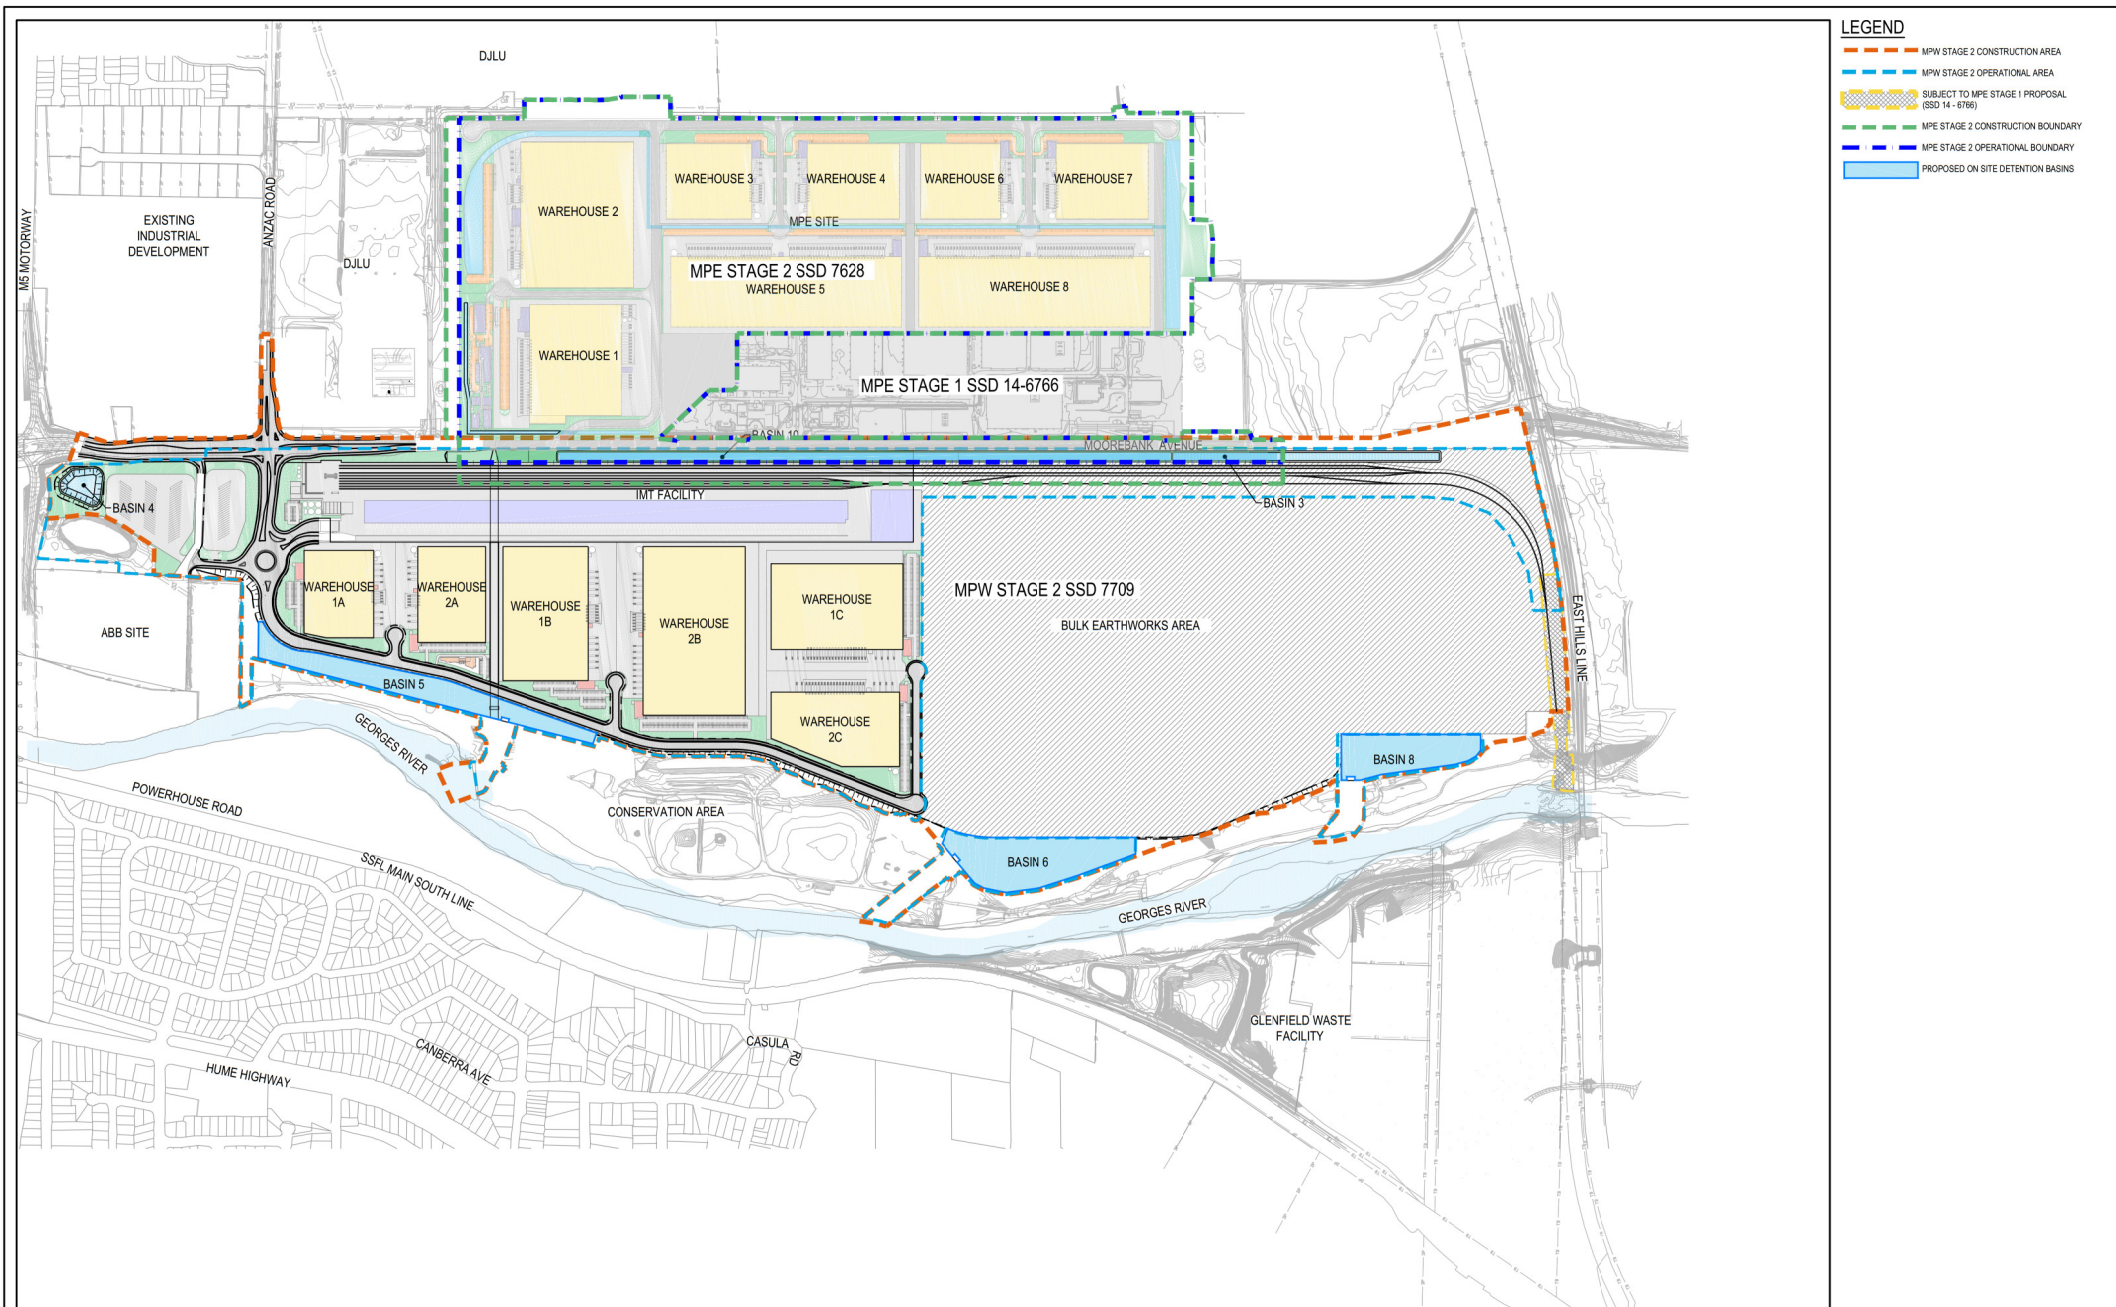 LEGEND
MPW STAGE 2 CONSTRUCTION AREA
MPW STAGE 2 OPERATIONAL AREA
SUBJECT TO MPE STAGE 1 PROPOSAL
(SSD 14 - 6766)
MPE STAGE 2 CONSTRUCTION BOUNDARY
MPE STAGE 2 OPERATIONAL BOUNDARY
PROPOSED ON SITE DETENTION BASINS
DJLU
M5 MOTORWAY
EXISTING
INDUSTRIAL
DEVELOPMENT
ANZAC ROAD
DJLU
WAREHOUSE 2
WAREHOUSE 3
WAREHOUSE 4
WAREHOUSE 6
WAREHOUSE 7
MPE SITE
MPE STAGE 2 SSD 7628
WAREHOUSE 5
WAREHOUSE 8
WAREHOUSE 1
MPE STAGE 1 SSD 14-6766
BASIN 10
MOOREBANK AVENUE
BASIN 4
IMT FACILITY
BASIN 3
WAREHOUSE
1A
WAREHOUSE
2A
WAREHOUSE
1B
WAREHOUSE
2B
WAREHOUSE
1C
WAREHOUSE
2C
MPW STAGE 2 SSD 7709
BULK EARTHWORKS AREA
EAST HILLS LINE
ABB SITE
BASIN 5
GEORGES RIVER
BASIN 8
CONSERVATION AREA
BASIN 6
GEORGES RIVER
POWERHOUSE ROAD
SSFL MAIN SOUTH LINE
GLENFIELD WASTE
FACILITY
CASULA RD
CANBERRA AVE
HUME HIGHWAY